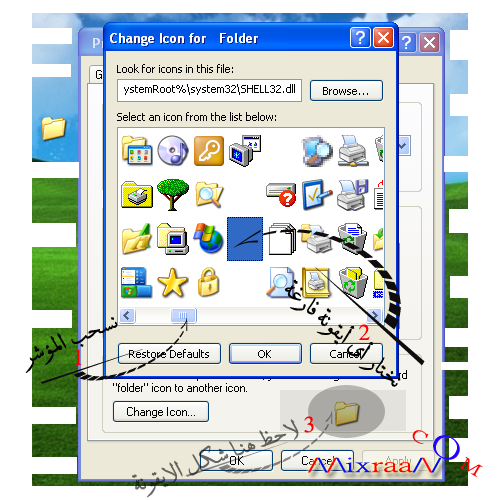 Change Icon for Folder
Look for icons in this file:
ystemRoot%\system32\SHELL32.dll
Browse...
Select an icon from the list below:
نسحب المؤشر
1
نختار أي أيقونة فارغة
2
Restore Defaults
OK
Cancel
"folder" icon to another icon.
Change Icon...
3
لاحظ هنا شكل الايقونة
OK
Cancel
Apply
MixraaN
COM